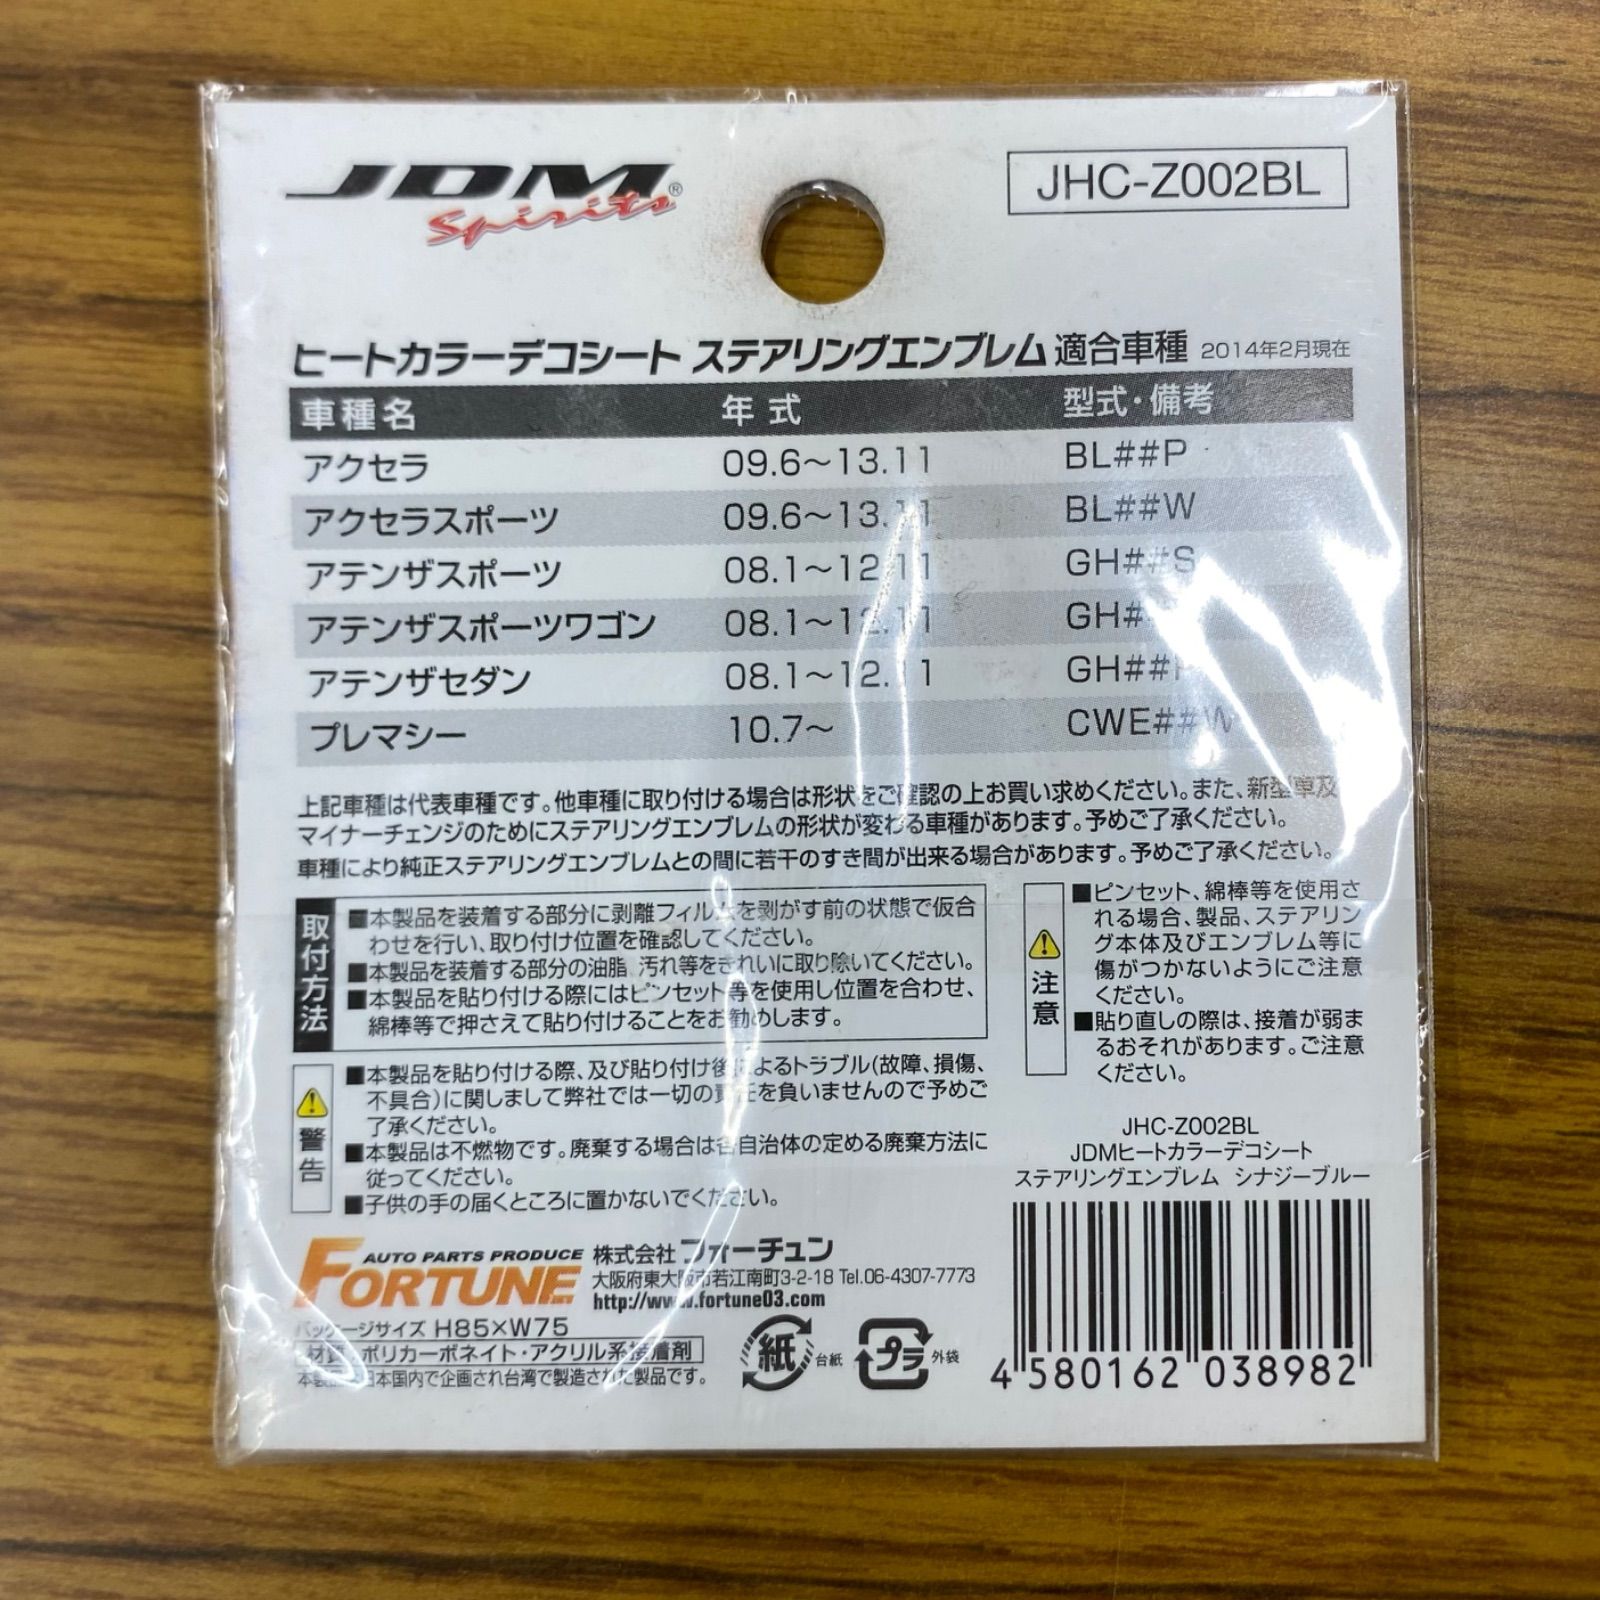 JDM Spirits®
JHC-Z002BL
ヒートカラーデコシート ステアリングエンブレム 適合車種 2014年2月現在
車種名 年式 型式・備考
アクセラ 09.6～13.11 BL##P
アクセラスポーツ 09.6～13.11 BL##W
アテンザスポーツ 08.1～12.11 GH##S
アテンザスポーツワゴン 08.1～12.11
アテンザセダン 08.1～12.11
プレマシー 10.7～ CWE##W
上記車種は代表車種です。他車種に取り付ける場合は形状をご確認の上お買い求めください。また、新型車及
マイナーチェンジのためにステアリングエンブレムの形状が変わる車種があります。予めご了承ください。
車種により純正ステアリングエンブレムとの間に若干のすき間が出来る場合があります。予めご了承ください。
取付方法
■本製品を装着する部分に剥離フィルムを剥がす前の状態で仮合
わせを行い、取り付け位置を確認してください。
■本製品を装着する部分の油脂、汚れ等をきれいに取り除いてください。
■本製品を貼り付ける際にはピンセット等を使用し位置を合わせ、
綿棒等で押さえて貼り付けることをお勧めします。
警告
■本製品を貼り付ける際、及び貼り付け後によるトラブル(故障、損傷、
不具合)に関しまして弊社では一切の責任を負いませんので予めご
了承ください。
■本製品は不燃物です。廃棄する場合は各自治体の定める廃棄方法に
従ってください。
■子供の手の届くところに置かないでください。
注意
■ピンセット、綿棒等を使用さ
れる場合、製品、ステアリン
グ本体及びエンブレム等に
傷がつかないようにご注意
ください。
■貼り直しの際は、接着が弱ま
るおそれがあります。ご注意
ください。
JHC-Z002BL
JDMヒートカラーデコシート
ステアリングエンブレム シナジーブルー
4 580162 038982
AUTO PARTS PRODUCE
FORTUNE
株式会社フォーチュン
大阪府東大阪市若江南町3-2-18 Tel.06-4307-7773
http://www.fortune03.com
パッケージサイズ H85×W75
材質 ポリカーボネイト・アクリル系接着剤
本製品は日本国内で企画され台湾で製造された製品です。
紙 台紙
プラ 外袋